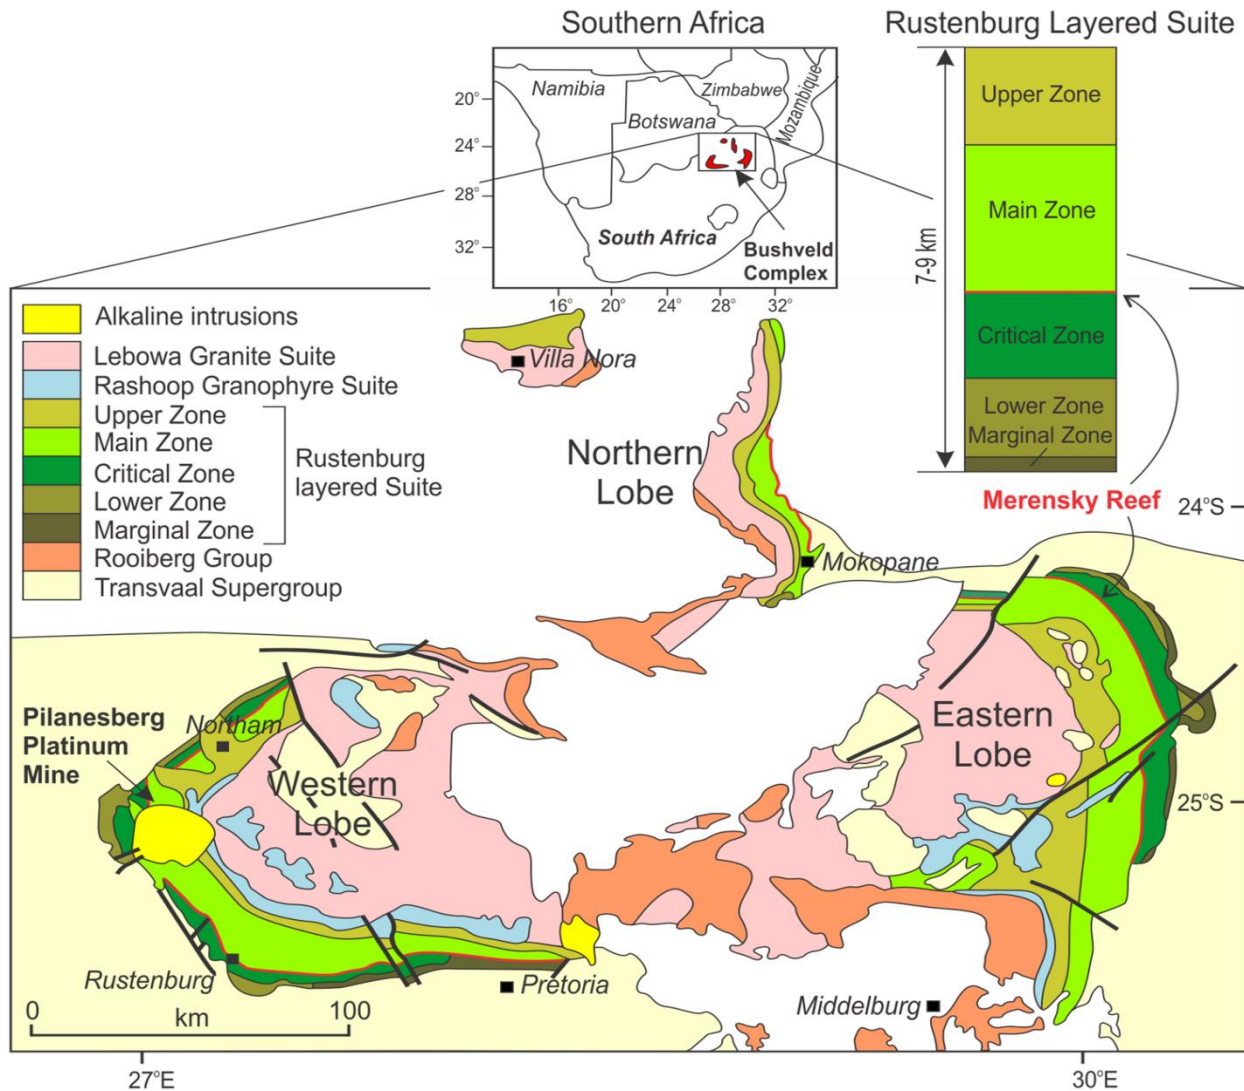 Southern Africa
Rustenburg Layered Suite
Namibia
Zimbabwe
Mozambique
Botswana
South Africa
Bushveld
Complex
20°
24°
28°
32°
16°
20°
24°
28°
32°
7-9 km
Upper Zone
Main Zone
Critical Zone
Lower Zone
Marginal Zone
Merensky Reef
Alkaline intrusions
Lebowa Granite Suite
Rashoop Granophyre Suite
Upper Zone
Main Zone
Critical Zone
Lower Zone
Marginal Zone
Rustenburg
layered Suite
Rooiberg Group
Transvaal Supergroup
Villa Nora
Northern
Lobe
Mokopane
24°S
Pilanesberg
Platinum
Mine
Northam
Western
Lobe
Eastern
Lobe
25°S
Rustenburg
Pretoria
Middelburg
0
100
km
27°E
30°E